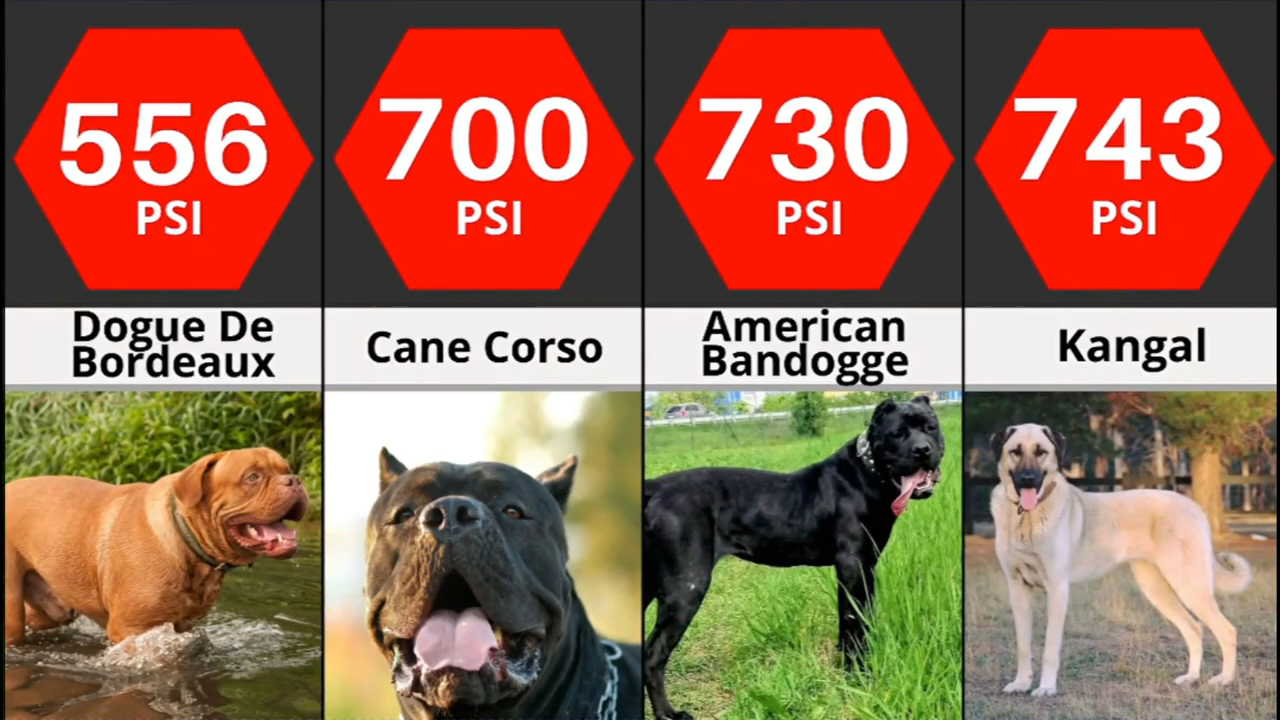 556
PSI
700
PSI
730
PSI
743
PSI
Dogue De
Bordeaux
Cane Corso
American
Bandogge
Kangal